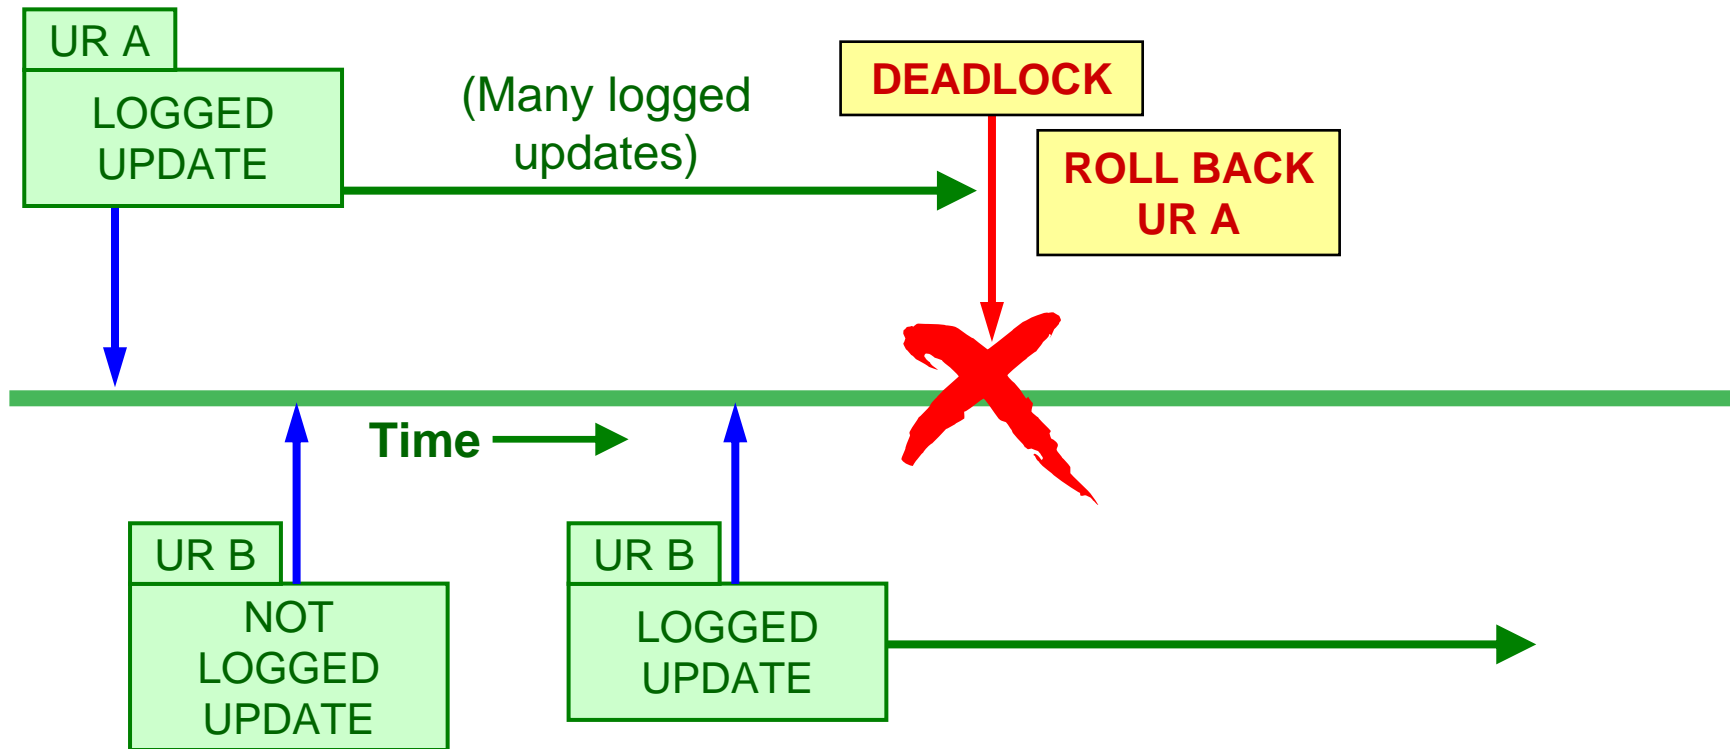 UR A
LOGGED
UPDATE
(Many logged
updates)
DEADLOCK
ROLL BACK
UR A
Time
UR B
NOT
LOGGED
UPDATE
UR B
LOGGED
UPDATE